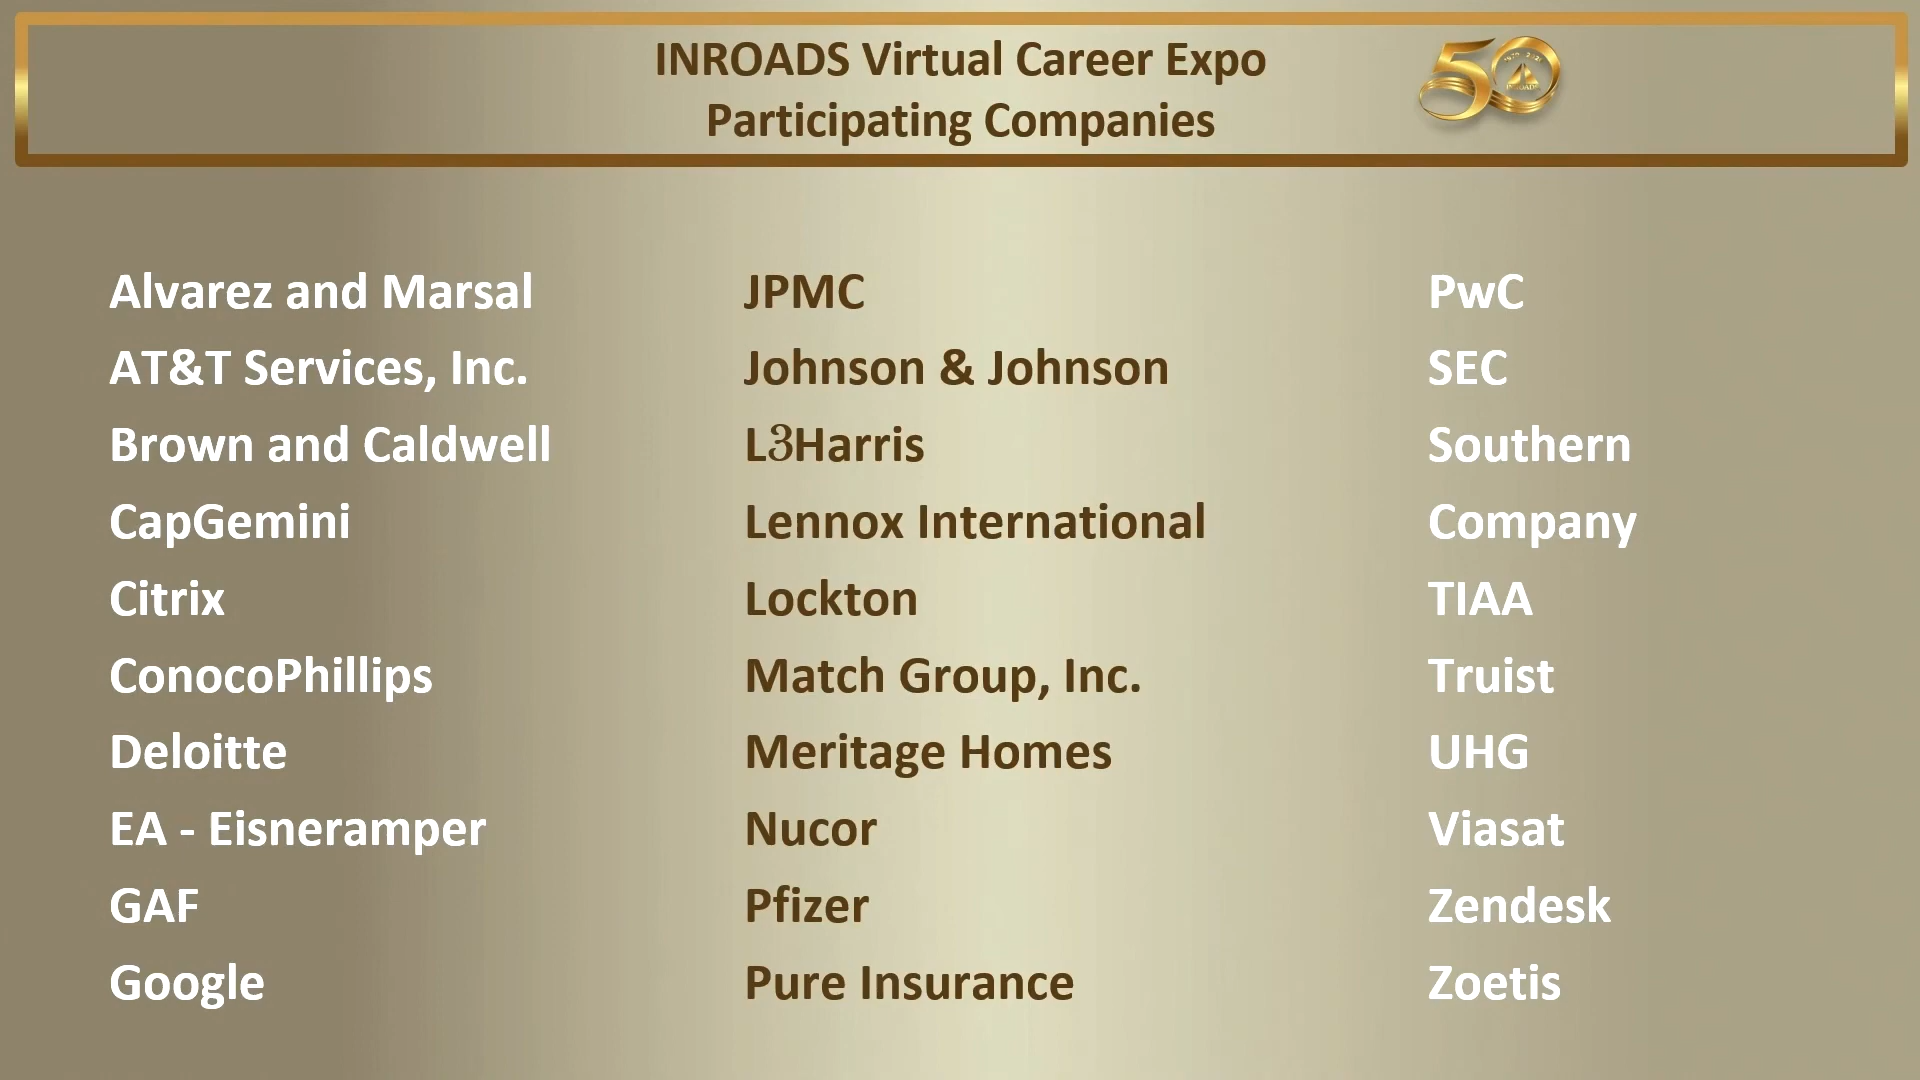 INROADS Virtual Career Expo
Participating Companies
Alvarez and Marsal
AT&T Services, Inc.
Brown and Caldwell
CapGemini
Citrix
ConocoPhillips
Deloitte
EA - Eisneramper
GAF
Google
JPMC
Johnson & Johnson
L3Harris
Lennox International
Lockton
Match Group, Inc.
Meritage Homes
Nucor
Pfizer
Pure Insurance
PwC
SEC
Southern
Company
TIAA
Truist
UHG
Viasat
Zendesk
Zoetis
50
INROADS